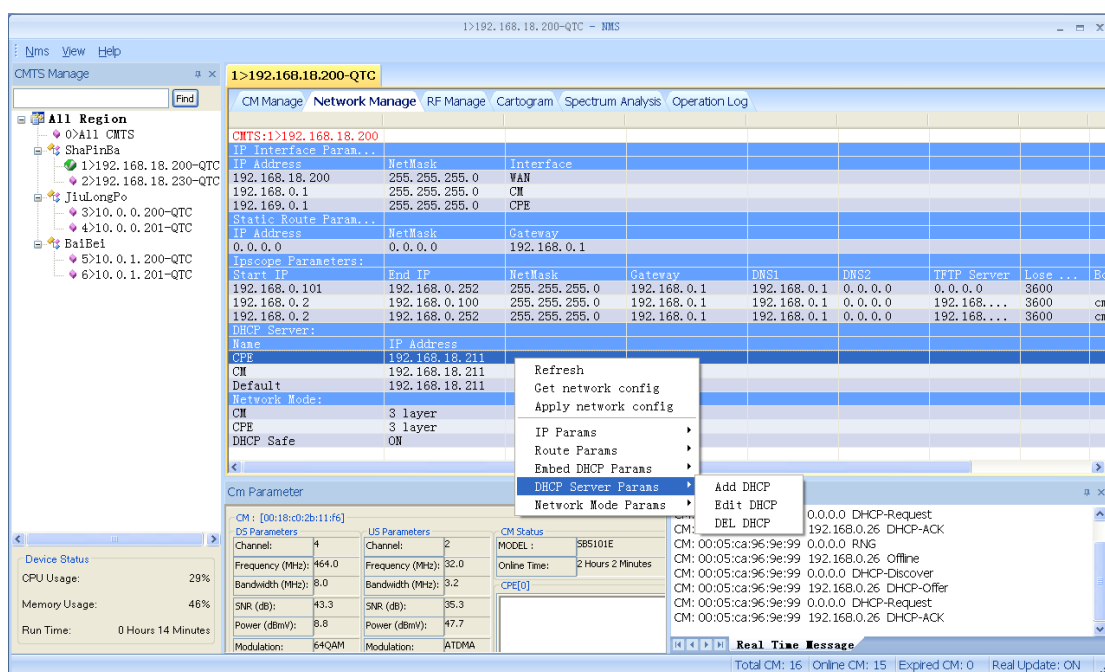 1>192.168.18.200-QTC - NMS
Nms View Help
CMTS Manage
Find
All Region
0>All CMTS
ShaPinBa
1>192.168.18.200-QTC
2>192.168.18.230-QTC
JiuLongPo
3>10.0.0.200-QTC
4>10.0.0.201-QTC
BaiBei
5>10.0.1.200-QTC
6>10.0.1.201-QTC
Device Status
CPU Usage: 29%
Memory Usage: 46%
Run Time: 0 Hours 14 Minutes
1>192.168.18.200-QTC
CM Manage Network Manage RF Manage Cartogram Spectrum Analysis Operation Log
CMTS:1>192.168.18.200
IP Interface Param...
IP Address NetMask Interface
192.168.18.200 255.255.255.0 WAN
192.168.0.1 255.255.255.0 CM
192.169.0.1 255.255.255.0 CPE
Static Route Param...
IP Address NetMask Gateway
0.0.0.0 0.0.0.0 192.168.0.1
Ipscope Parameters:
Start IP End IP NetMask Gateway DNS1 DNS2 TFTP Server Lose ... Bo
192.168.0.101 192.168.0.252 255.255.255.0 192.168.0.1 192.168.0.1 0.0.0.0 0.0.0.0 3600
192.168.0.2 192.168.0.100 255.255.255.0 192.168.0.1 192.168.0.1 0.0.0.0 192.168.... 3600 cm
192.168.0.2 192.168.0.252 255.255.255.0 192.168.0.1 192.168.0.1 0.0.0.0 192.168.... 3600 cm
DHCP Server:
Name IP Address
CPE 192.168.18.211
CM 192.168.18.211
Default 192.168.18.211
Network Mode:
CM 3 layer
CPE 3 layer
DHCP Safe ON
Refresh
Get network config
Apply network config
IP Params
Route Params
Embed DHCP Params
DHCP Server Params
Network Mode Params
Add DHCP
Edit DHCP
DEL DHCP
Cm Parameter
CM : [00:18:c0:2b:11:f6]
DS Parameters
Channel: 4
Frequency (MHz): 464.0
Bandwidth (MHz): 8.0
SNR (dB): 43.3
Power (dBmV): 8.8
Modulation: 64QAM
US Parameters
Channel: 2
Frequency (MHz): 32.0
Bandwidth (MHz): 3.2
SNR (dB): 35.3
Power (dBmV): 47.7
Modulation: ATDMA
CM Status
MODEL : SB5101E
Online Time: 2 Hours 2 Minutes
CPE[0]
CM: 0.0.0.0 DHCP-Request
CM: 192.168.0.26 DHCP-ACK
CM: 00:05:ca:96:9e:99 0.0.0.0 RNG
CM: 00:05:ca:96:9e:99 192.168.0.26 Offline
CM: 00:05:ca:96:9e:99 0.0.0.0 DHCP-Discover
CM: 00:05:ca:96:9e:99 192.168.0.26 DHCP-Offer
CM: 00:05:ca:96:9e:99 0.0.0.0 DHCP-Request
CM: 00:05:ca:96:9e:99 192.168.0.26 DHCP-ACK
Real Time Message
Total CM: 16 Online CM: 15 Expired CM: 0 Real Update: ON